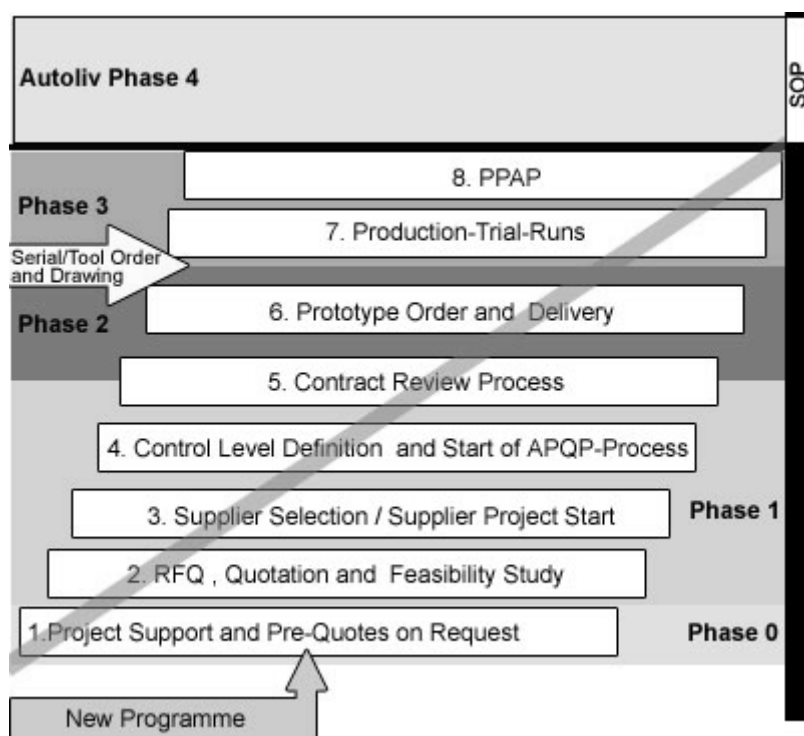 Autoliv Phase 4
SOP
8. PPAP
Phase 3
7. Production-Trial-Runs
Serial/Tool Order
and Drawing
6. Prototype Order and Delivery
Phase 2
5. Contract Review Process
4. Control Level Definition and Start of APQP-Process
3. Supplier Selection / Supplier Project Start
Phase 1
2. RFQ , Quotation and Feasibility Study
1.Project Support and Pre-Quotes on Request
Phase 0
New Programme